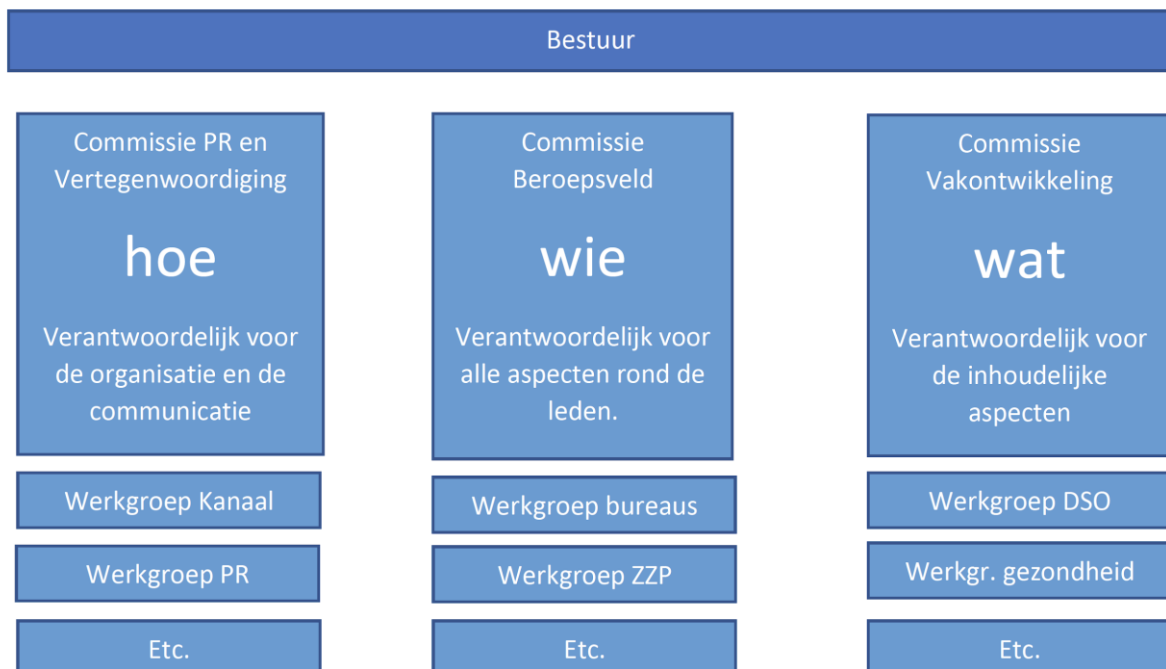 Bestuur
Commissie PR en
Vertegenwoordiging
hoe
Verantwoordelijk voor
de organisatie en de
communicatie
Werkgroep Kanaal
Werkgroep PR
Etc.
Commissie
Beroepsveld
wie
Verantwoordelijk voor
alle aspecten rond de
leden.
Werkgroep bureaus
Werkgroep ZZP
Etc.
Commissie
Vakontwikkeling
wat
Verantwoordelijk voor
de inhoudelijke
aspecten
Werkgroep DSO
Werkgr. gezondheid
Etc.